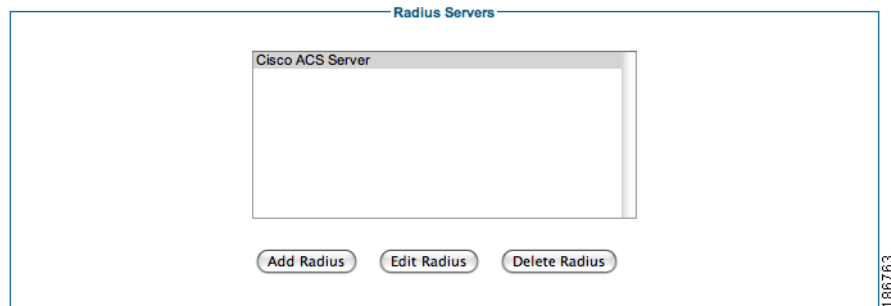 Radius Servers
Cisco ACS Server
Add Radius Edit Radius Delete Radius
186763